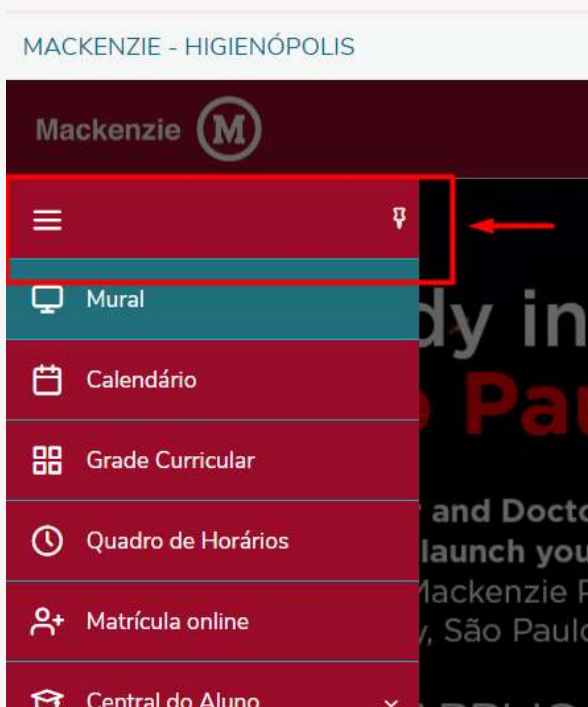 MACKENZIE - HIGIENÓPOLIS
Mackenzie M
Mural
dy in
Pau
Calendário
Grade Curricular
and Docto
Quadro de Horários
launch you
Mackenzie P
Matrícula online
y, São Paulo
Central do Aluno